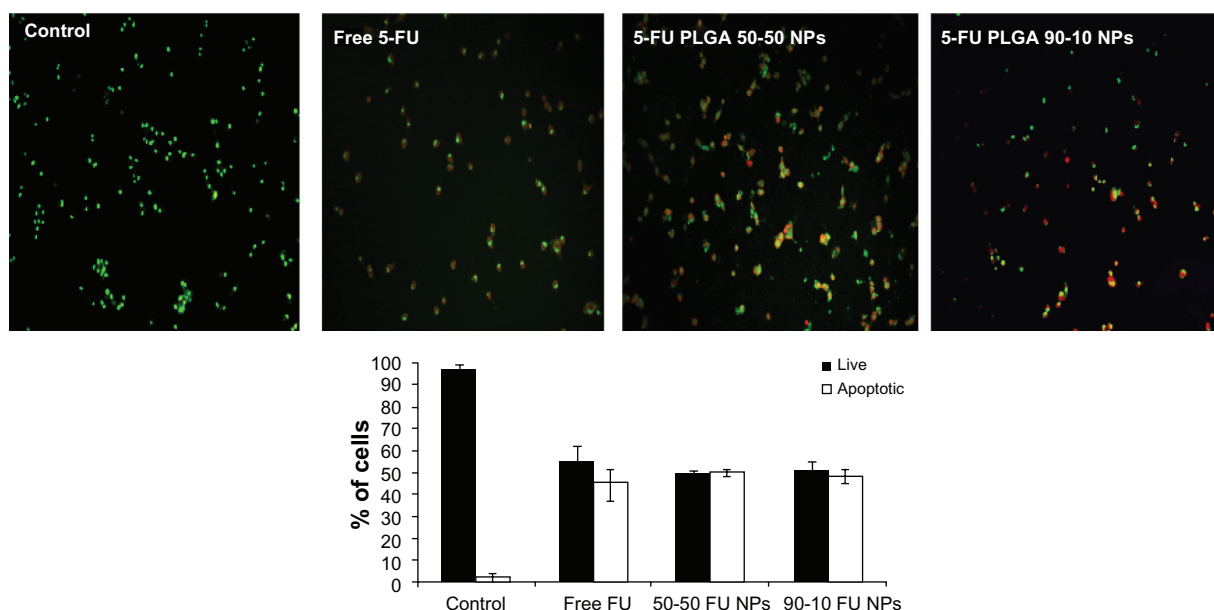 Control
Free 5-FU
5-FU PLGA 50-50 NPs
5-FU PLGA 90-10 NPs
Live
Apoptotic
% of cells
100
90
80
70
60
50
40
30
20
10
0
Control
Free FU
50-50 FU NPs
90-10 FU NPs